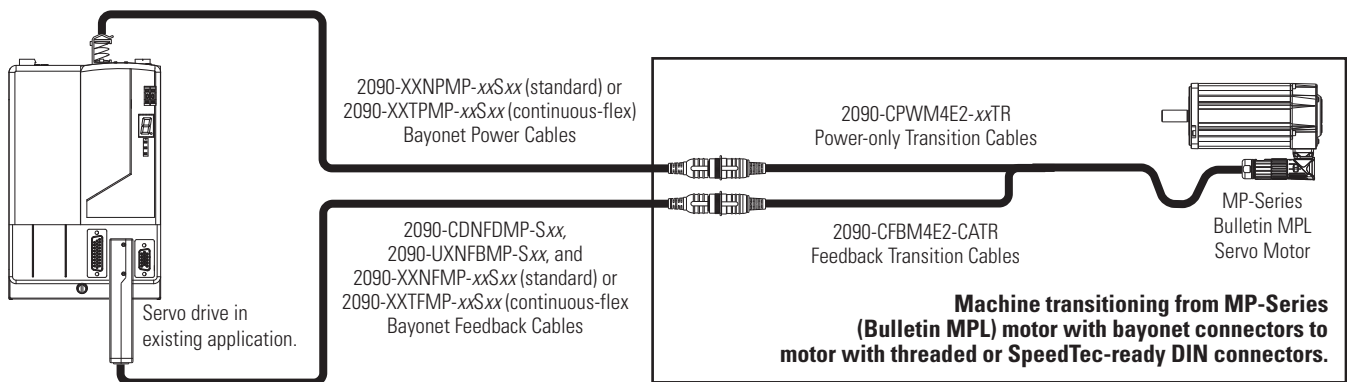 2090-XXNPMP-xxSxx (standard) or
2090-XXTPMP-xxSxx (continuous-flex)
Bayonet Power Cables
2090-CPWM4E2-xxTR
Power-only Transition Cables
MP-Series
Bulletin MPL
Servo Motor
2090-CDNFDMP-Sxx,
2090-UXNFBMP-Sxx, and
2090-XXNFMP-xxSxx (standard) or
2090-XXTFMP-xxSxx (continuous-flex
Bayonet Feedback Cables
2090-CFBM4E2-CATR
Feedback Transition Cables
Servo drive in
existing application.
Machine transitioning from MP-Series
(Bulletin MPL) motor with bayonet connectors to
motor with threaded or SpeedTec-ready DIN connectors.